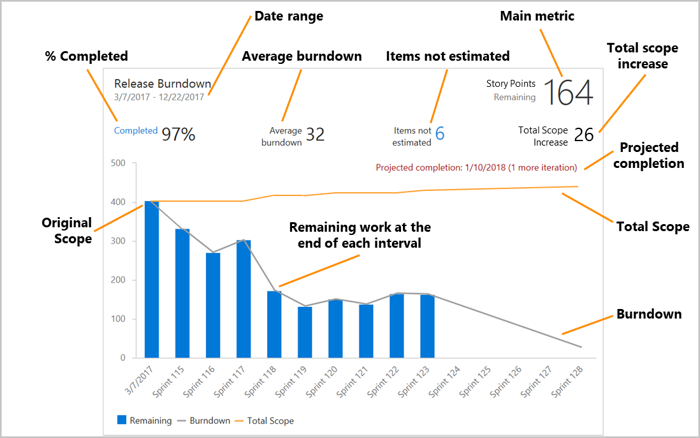 Date range
Main metric
% Completed
Average burndown
Items not estimated
Total scope
increase
Release Burndown
3/7/2017 - 12/22/2017
Story Points
Remaining
164
Completed 97%
Average
burndown
32
Items not
estimated
6
Total Scope
Increase
26
Projected completion: 1/10/2018 (1 more iteration)
Projected
completion
500
400
300
200
100
0
Original
Scope
Remaining work at the
end of each interval
Total Scope
Burndown
3/7/2017
Sprint 115
Sprint 116
Sprint 117
Sprint 118
Sprint 119
Sprint 120
Sprint 121
Sprint 122
Sprint 123
Sprint 124
Sprint 125
Sprint 126
Sprint 127
Sprint 128
Remaining
Burndown
Total Scope